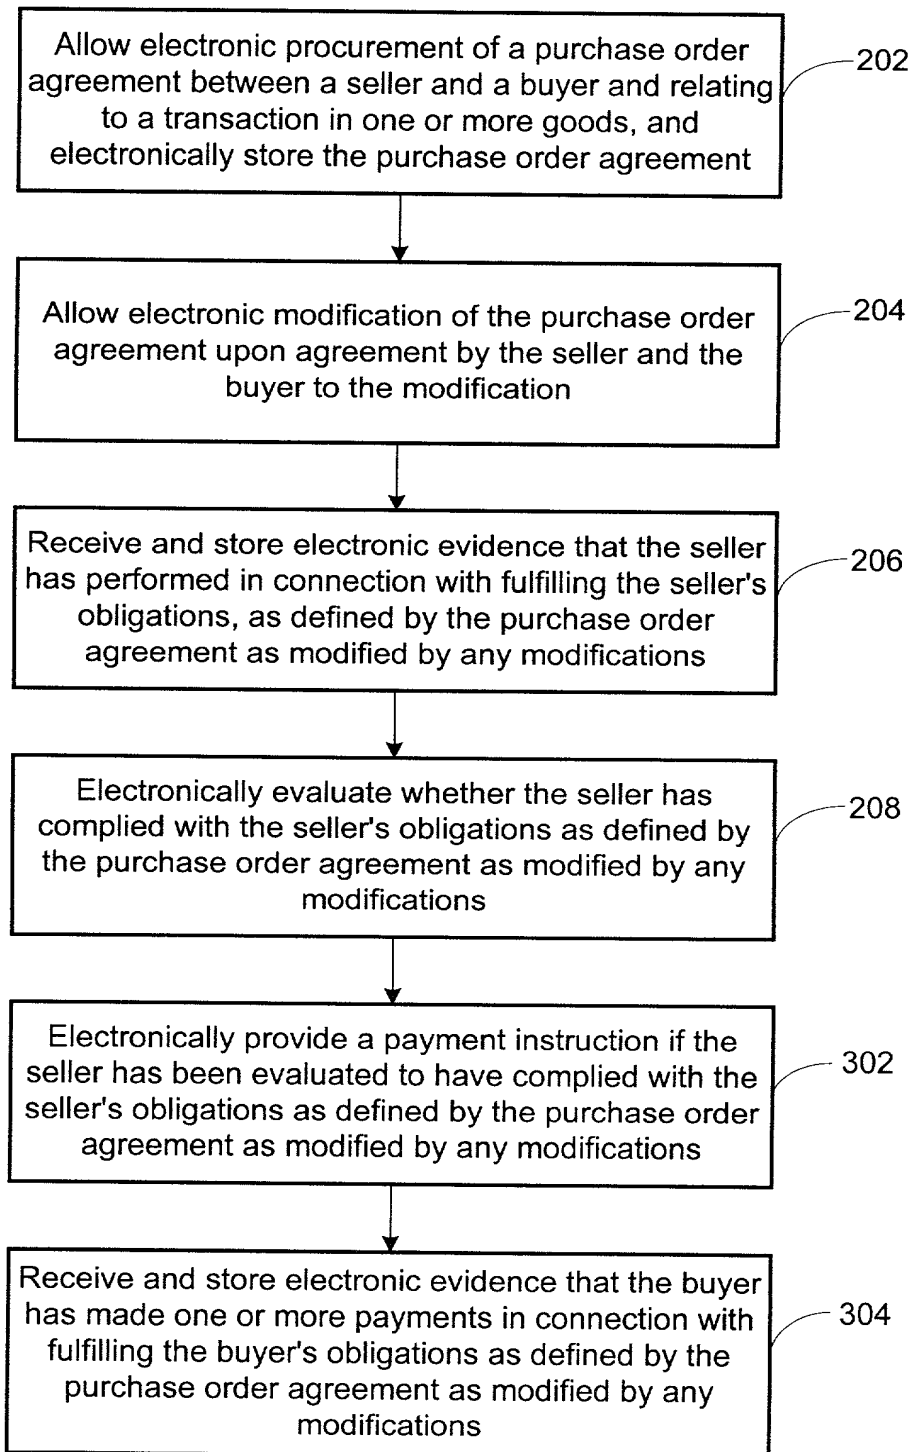 Allow electronic procurement of a purchase order
agreement between a seller and a buyer and relating
to a transaction in one or more goods, and
electronically store the purchase order agreement
202
Allow electronic modification of the purchase order
agreement upon agreement by the seller and the
buyer to the modification
204
Receive and store electronic evidence that the seller
has performed in connection with fulfilling the seller's
obligations, as defined by the purchase order
agreement as modified by any modifications
206
Electronically evaluate whether the seller has
complied with the seller's obligations as defined by
the purchase order agreement as modified by any
modifications
208
Electronically provide a payment instruction if the
seller has been evaluated to have complied with the
seller's obligations as defined by the purchase order
agreement as modified by any modifications
302
Receive and store electronic evidence that the buyer
has made one or more payments in connection with
fulfilling the buyer's obligations as defined by the
purchase order agreement as modified by any
modifications
304